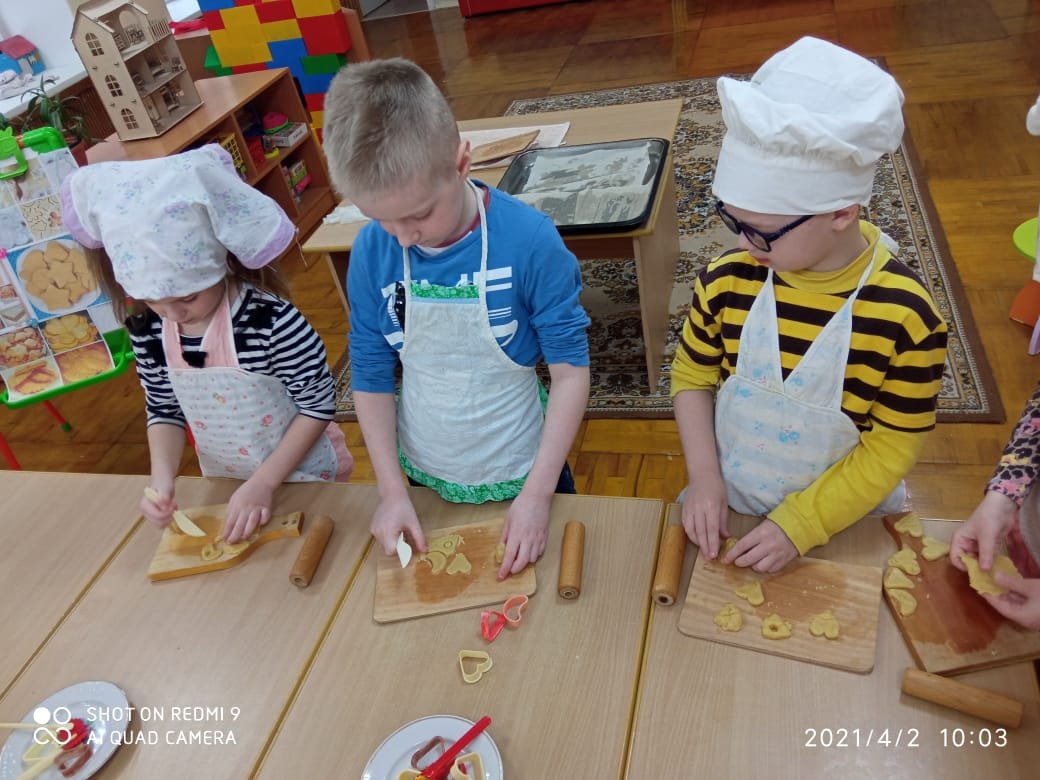 SHOT ON REDMI 9
AI QUAD CAMERA
2021/4/2 10:03